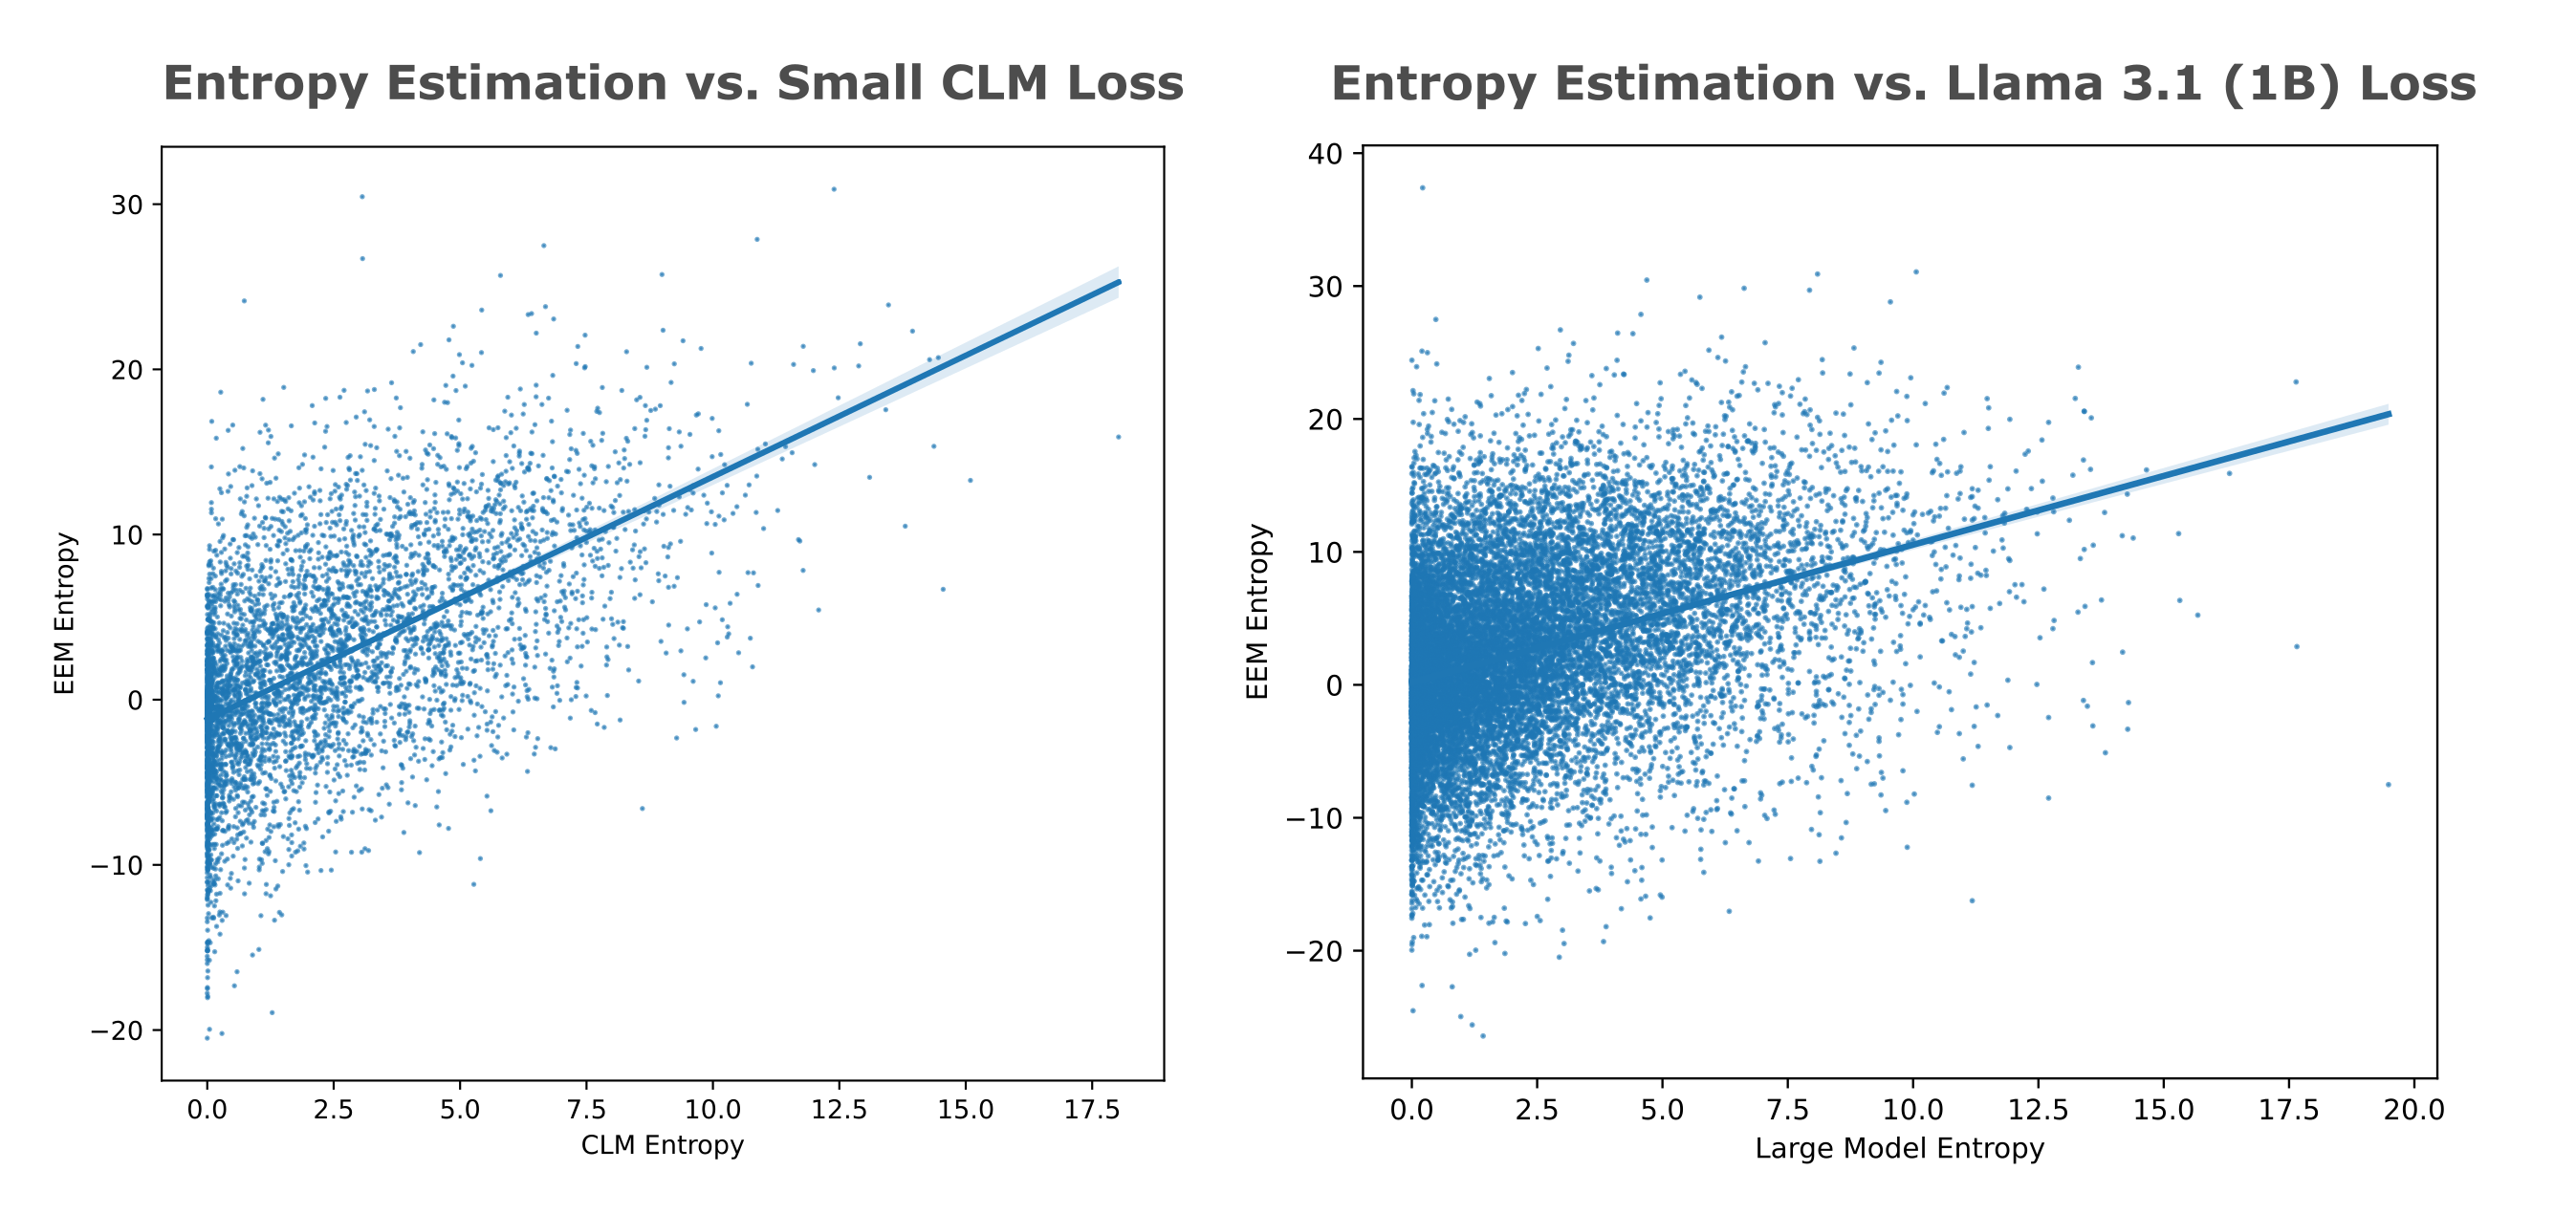 Entropy Estimation vs. Small CLM Loss
30
20
10
0
−10
−20
EEM Entropy
0.0 2.5 5.0 7.5 10.0 12.5 15.0 17.5
CLM Entropy
Entropy Estimation vs. Llama 3.1 (1B) Loss
40
30
20
10
0
−10
−20
EEM Entropy
0.0 2.5 5.0 7.5 10.0 12.5 15.0 17.5 20.0
Large Model Entropy